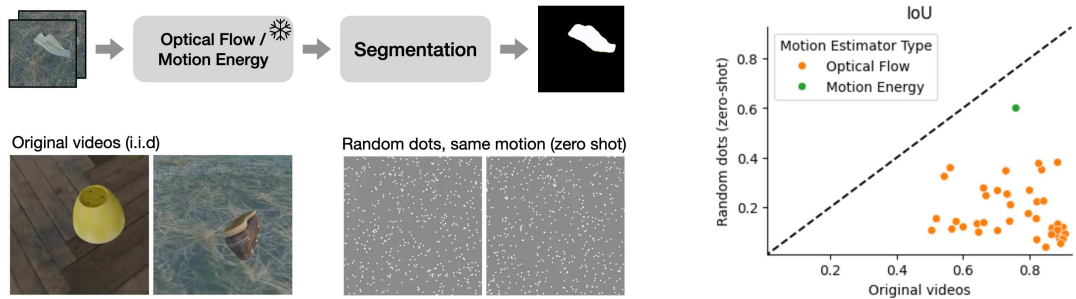 Optical Flow /
Motion Energy
Segmentation
Original videos (i.i.d)
Random dots, same motion (zero shot)
IoU
Motion Estimator Type
Optical Flow
Motion Energy
Random dots (zero-shot)
0.8
0.6
0.4
0.2
0.2 0.4 0.6 0.8
Original videos